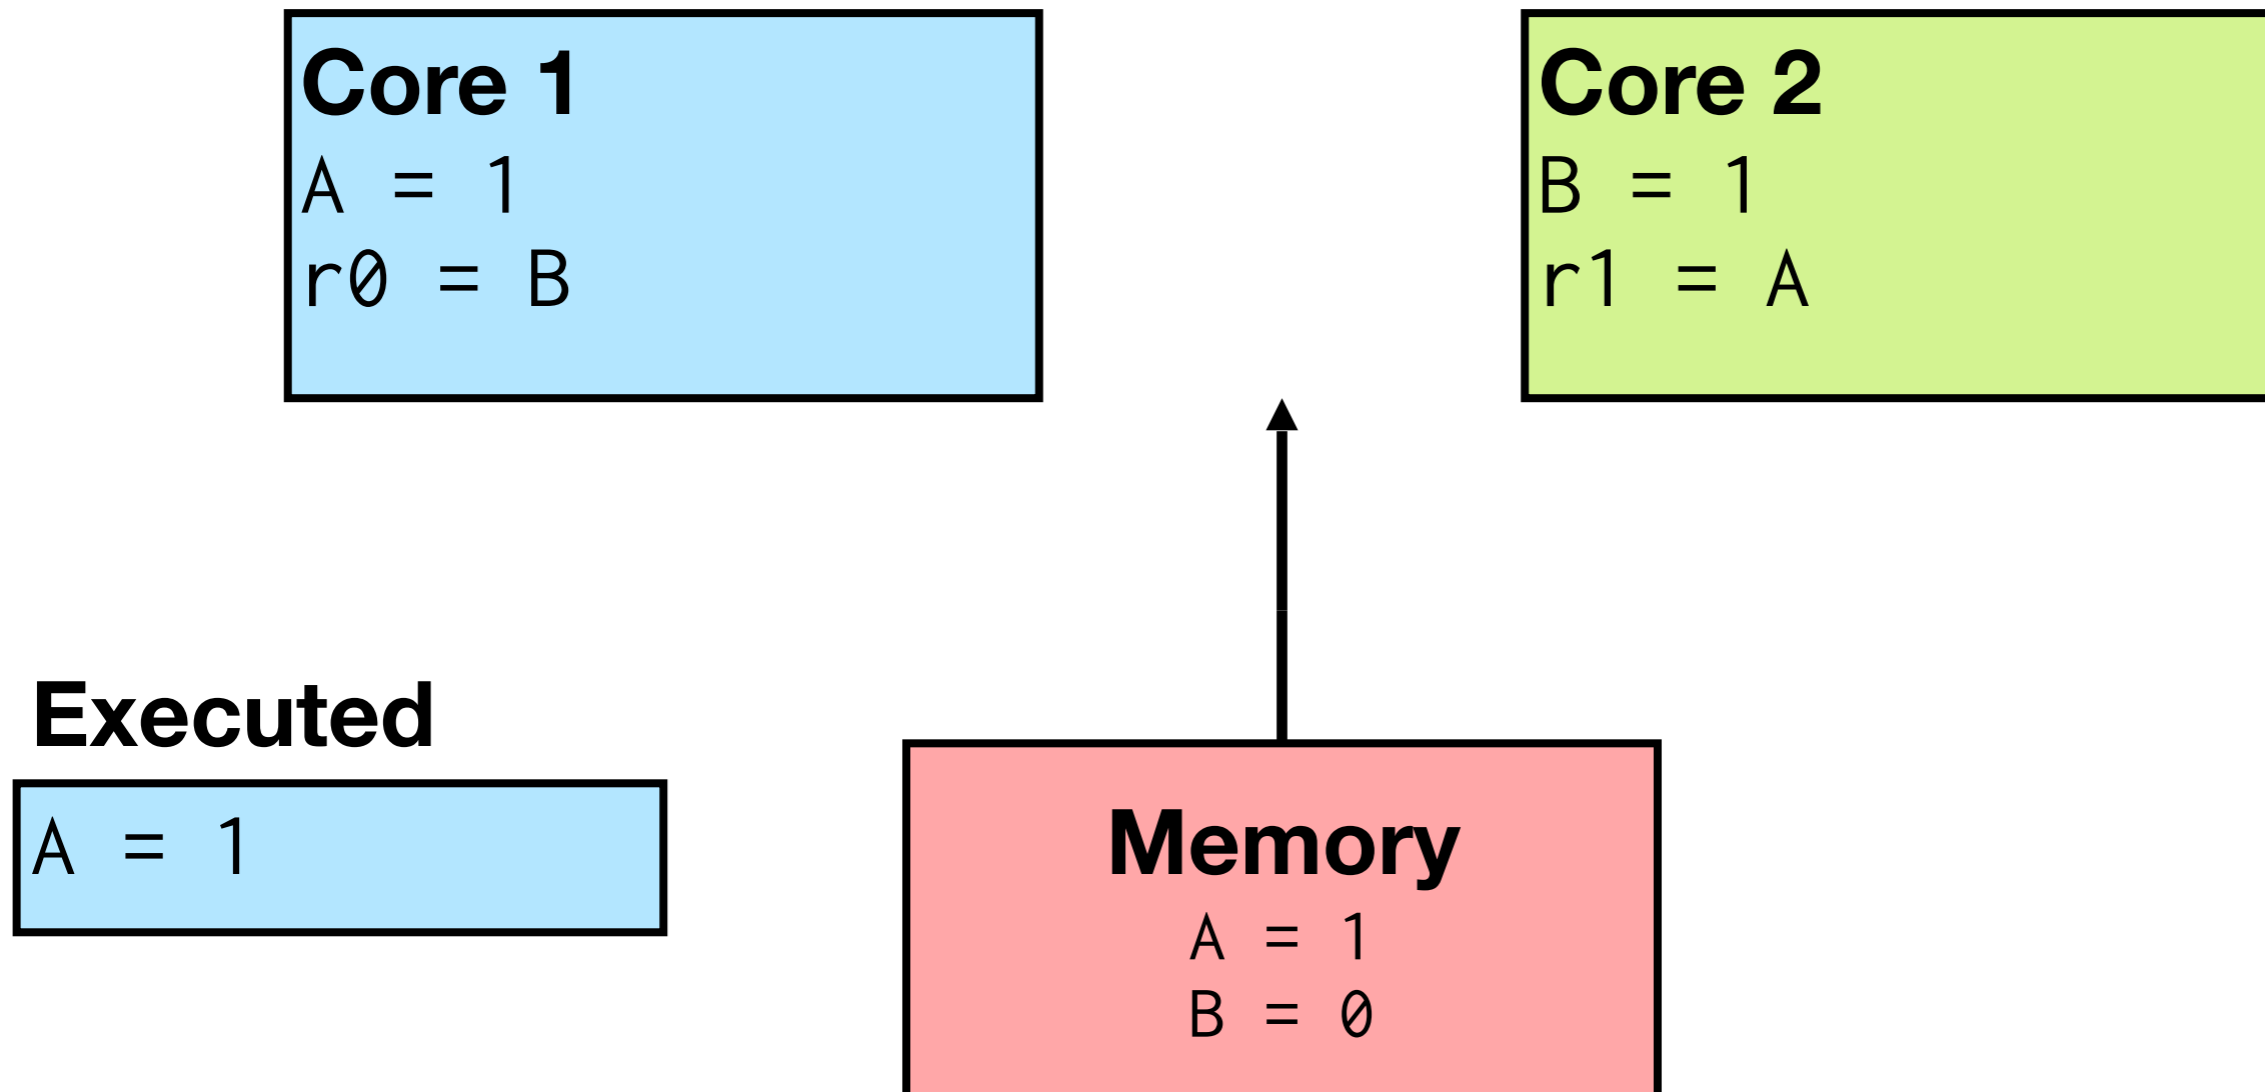 Core 1
A = 1
r0 = B
Core 2
B = 1
r1 = A
Executed
A = 1
Memory
A = 1
B = 0